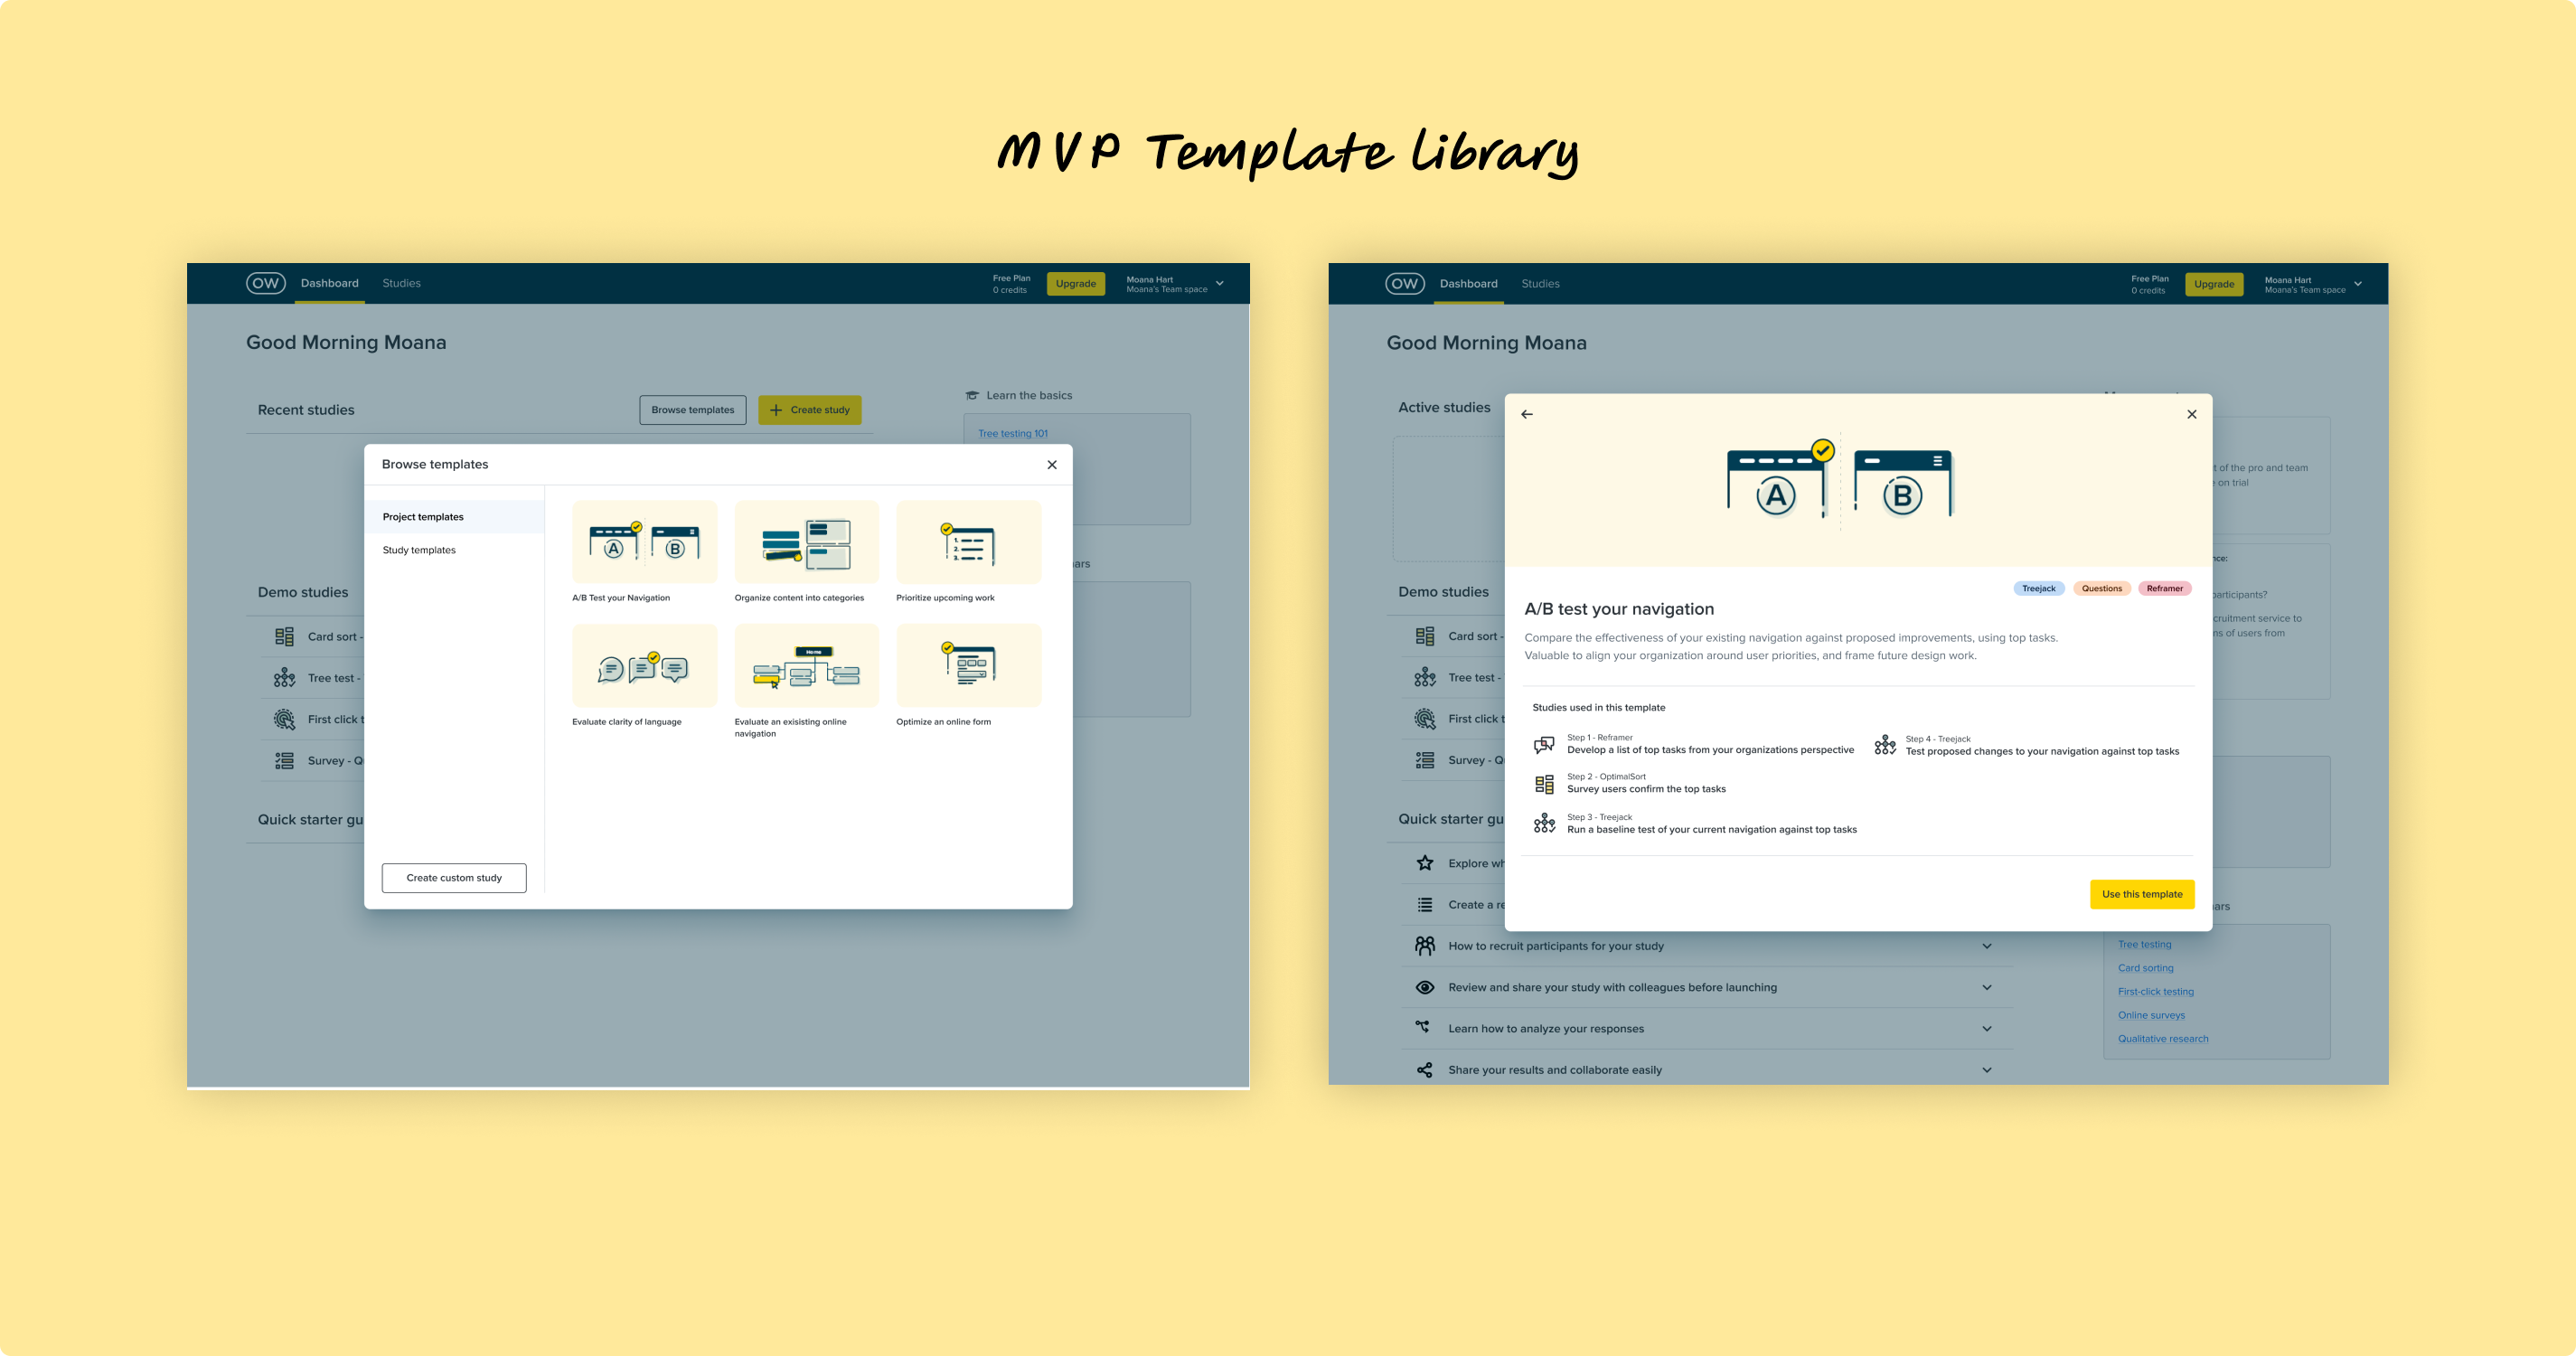 MVP Template library
OW
Dashboard
Studies
Free Plan
0 credits
Upgrade
Moana Hart
Moana's Team space
Good Morning Moana
Recent studies
Browse templates
Create study
Learn the basics
Tree testing 101
Browse templates
Project templates
Study templates
A
B
A/B Test your Navigation
Organize content into categories
1.
2.
3.
Prioritize upcoming work
Evaluate clarity of language
Home
Evaluate an exisisting online
navigation
Optimize an online form
Create custom study
Demo studies
Card sort -
Tree test -
First click t
Survey - Q
Quick starter gu
ars
OW
Dashboard
Studies
Free Plan
0 credits
Upgrade
Moana Hart
Moana's Team space
Good Morning Moana
Active studies
A
B
Treejack
Questions
Reframer
A/B test your navigation
Compare the effectiveness of your existing navigation against proposed improvements, using top tasks.
Valuable to align your organization around user priorities, and frame future design work.
Studies used in this template
Step 1 - Reframer
Develop a list of top tasks from your organizations perspective
Step 2 - OptimalSort
Survey users confirm the top tasks
Step 3 - Treejack
Run a baseline test of your current navigation against top tasks
Step 4 - Treejack
Test proposed changes to your navigation against top tasks
Use this template
Demo studies
Card sort -
Tree test -
First click t
Survey - Q
Quick starter gu
Explore wh
Create a re
How to recruit participants for your study
Review and share your study with colleagues before launching
Learn how to analyze your responses
Share your results and collaborate easily
t of the pro and team
on trial
nce:
articipants?
cruitment service to
ns of users from
ars
Tree testing
Card sorting
First-click testing
Online surveys
Qualitative research